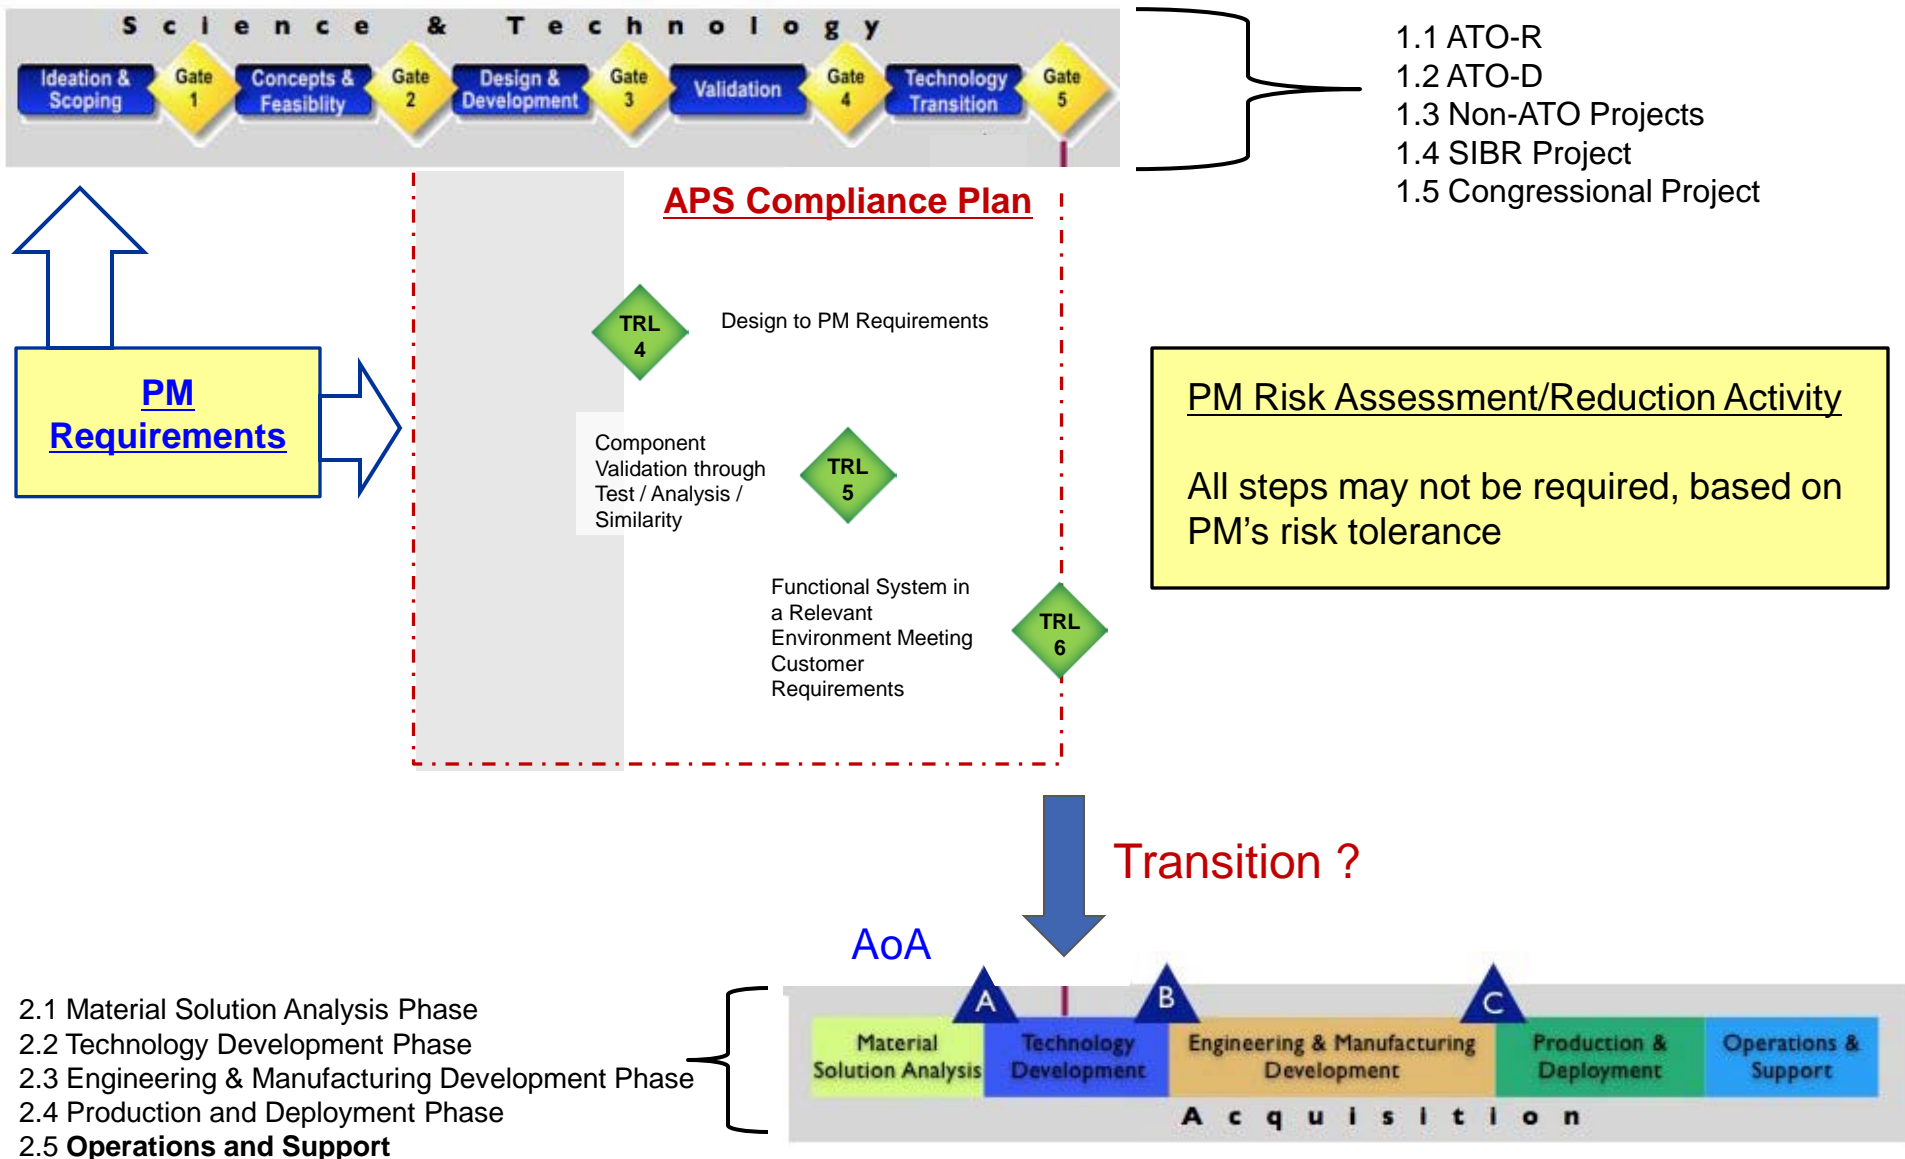 Science & Technology
Ideation &
Scoping
Gate
1
Concepts &
Feasiblity
Gate
2
Design &
Development
Gate
3
Validation
Gate
4
Technology
Transition
Gate
5
1.1 ATO-R
1.2 ATO-D
1.3 Non-ATO Projects
1.4 SIBR Project
1.5 Congressional Project
APS Compliance Plan
TRL
4
Design to PM Requirements
PM
Requirements
Component
Validation through
Test / Analysis /
Similarity
TRL
5
PM Risk Assessment/Reduction Activity
All steps may not be required, based on
PM’s risk tolerance
Functional System in
a Relevant
Environment Meeting
Customer
Requirements
TRL
6
Transition ?
AoA
2.1 Material Solution Analysis Phase
2.2 Technology Development Phase
2.3 Engineering & Manufacturing Development Phase
2.4 Production and Deployment Phase
2.5 Operations and Support
A
B
C
Material
Solution Analysis
Technology
Development
Engineering & Manufacturing
Development
Production &
Deployment
Operations &
Support
Acquisition